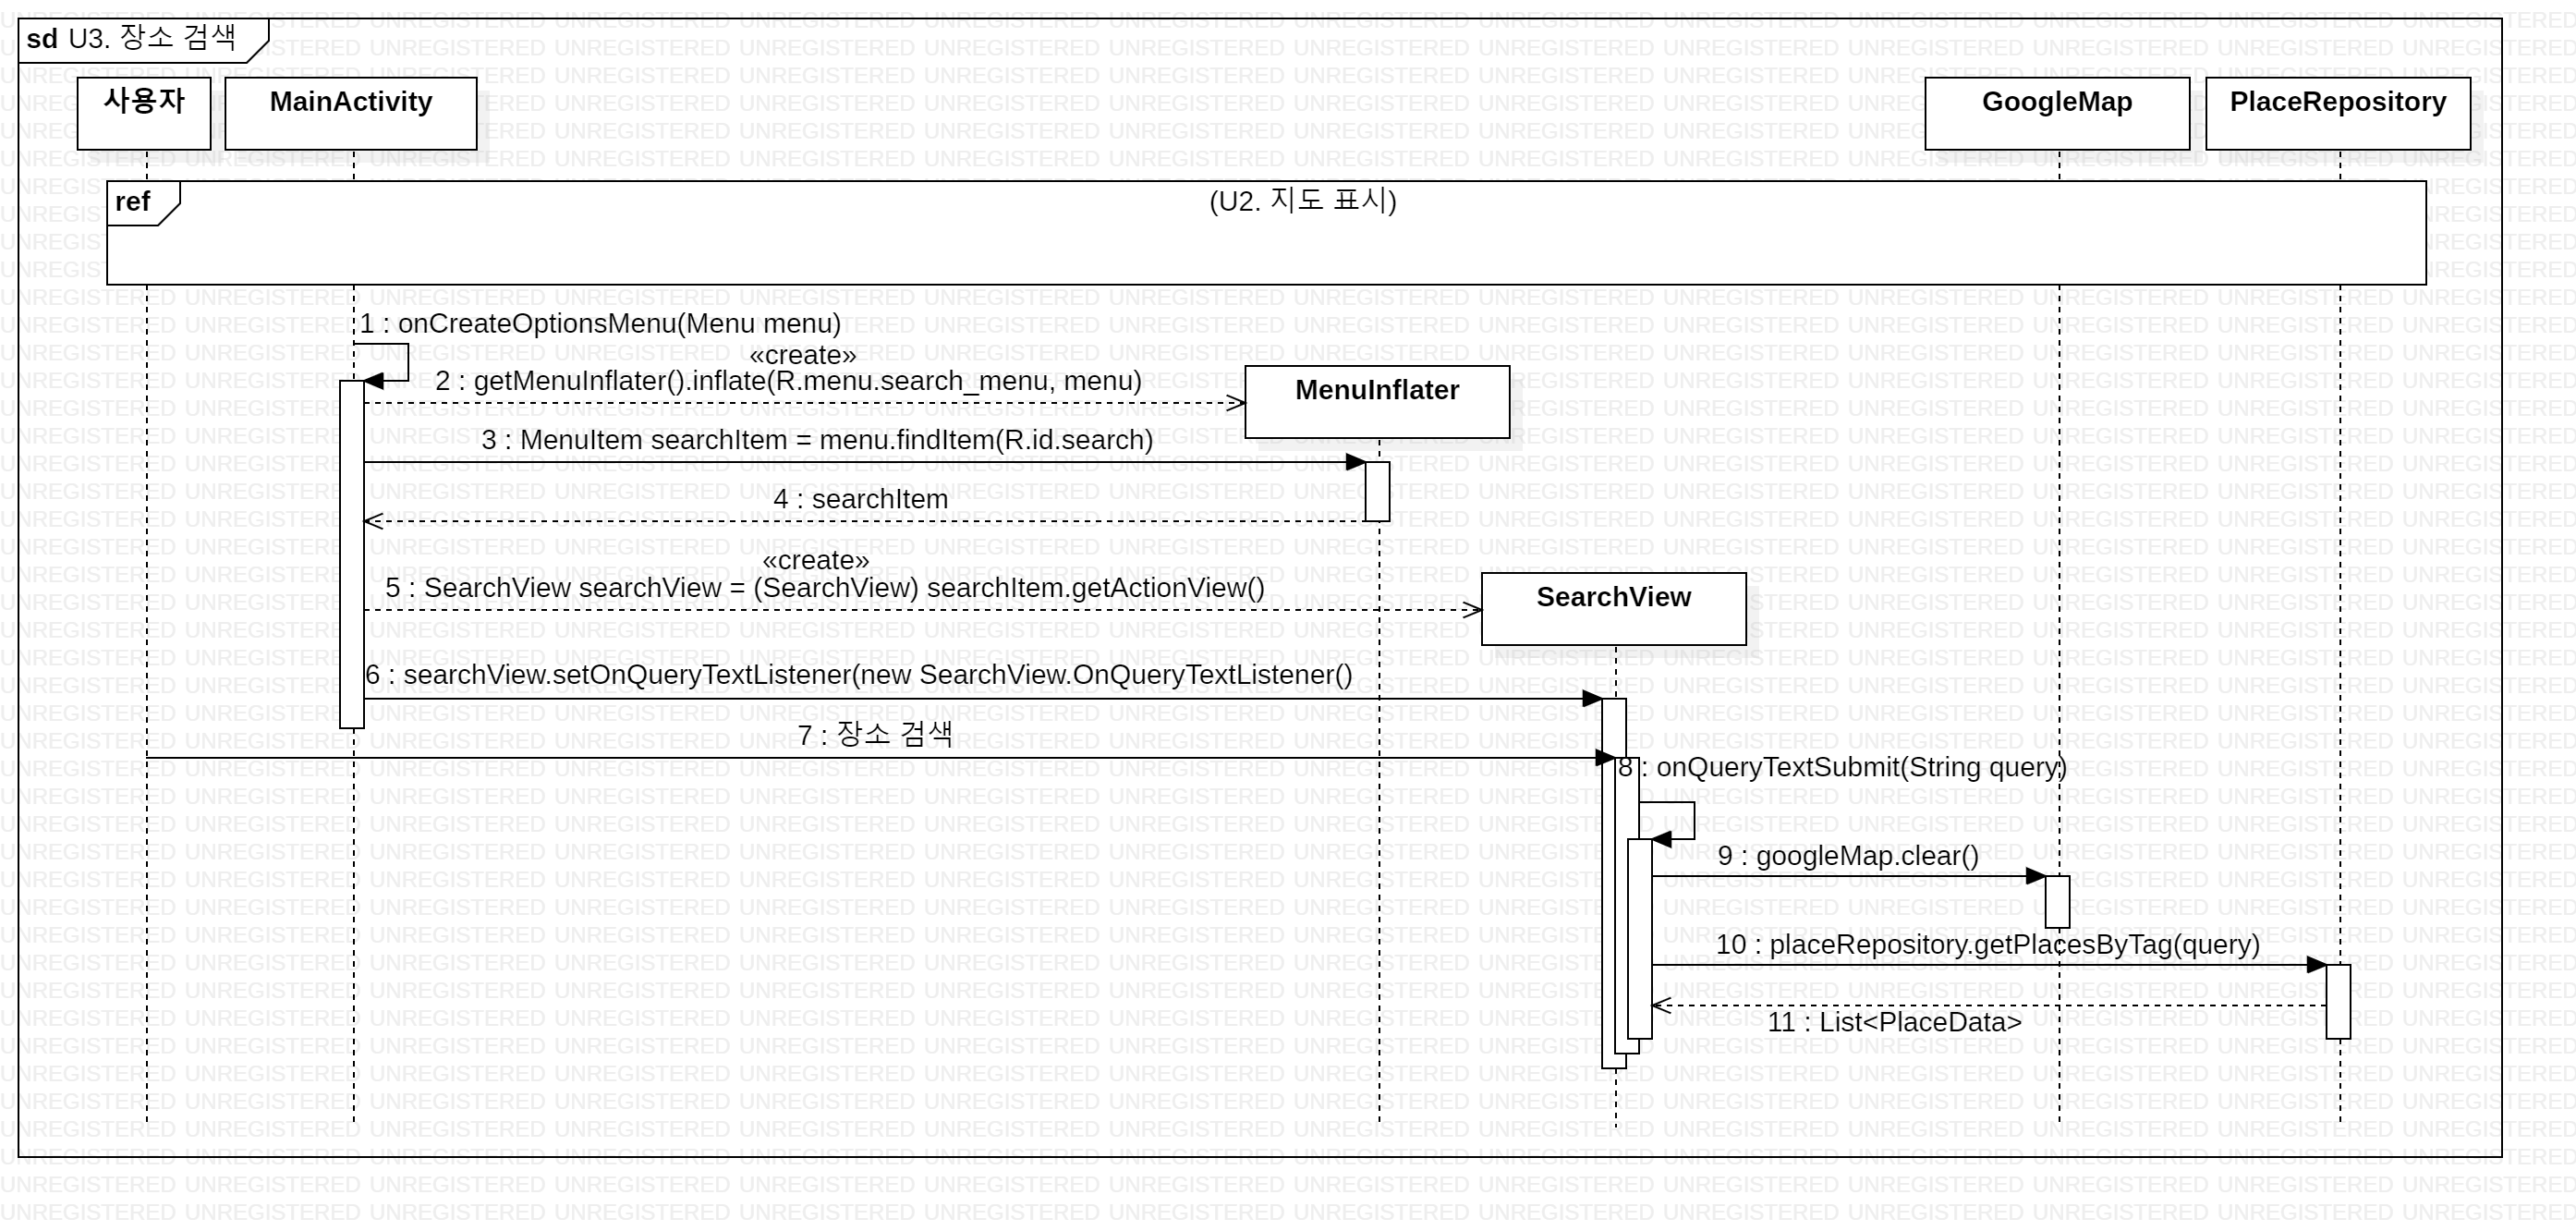 sd U3. 장소 검색
사용자
MainActivity
GoogleMap
PlaceRepository
ref
(U2. 지도 표시)
1 : onCreateOptionsMenu(Menu menu)
«create»
2 : getMenuInflater().inflate(R.menu.search_menu, menu)
MenuInflater
3 : MenuItem searchItem = menu.findItem(R.id.search)
4 : searchItem
«create»
5 : SearchView searchView = (SearchView) searchItem.getActionView()
SearchView
6 : searchView.setOnQueryTextListener(new SearchView.OnQueryTextListener()
7 : 장소 검색
8 : onQueryTextSubmit(String query)
9 : googleMap.clear()
10 : placeRepository.getPlacesByTag(query)
11 : List<PlaceData>
UNREGISTERED